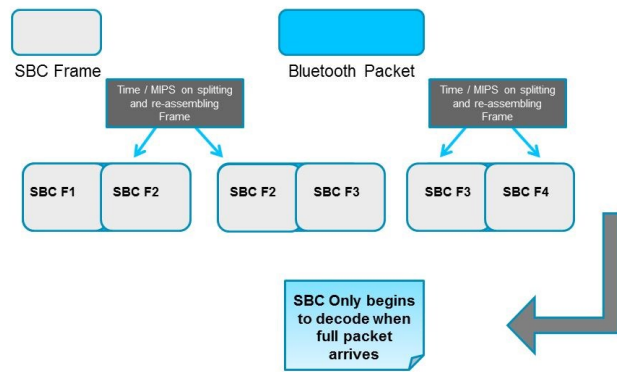 SBC Frame
Bluetooth Packet
Time / MIPS on splitting
and re-assembling
Frame
Time / MIPS on splitting
and re-assembling
Frame
SBC F1
SBC F2
SBC F2
SBC F3
SBC F3
SBC F4
SBC Only begins
to decode when
full packet
arrives